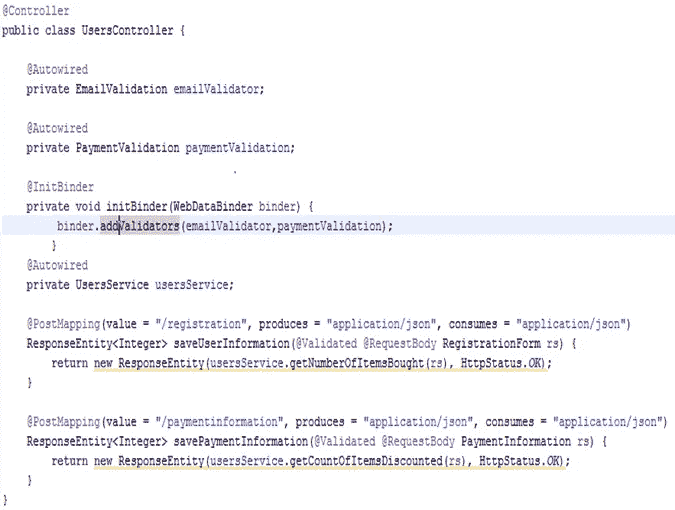 @Controller
public class UsersController {
@Autowired
private EmailValidation emailValidator;
@Autowired
private PaymentValidation paymentValidation;
@InitBinder
private void initBinder(WebDataBinder binder) {
binder.addValidators(emailValidator,paymentValidation);
}
@Autowired
private UsersService usersService;
@PostMapping(value = "/registration", produces = "application/json", consumes = "application/json")
ResponseEntity<Integer> saveUserInformation(@Validated @RequestBody RegistrationForm rs) {
return new ResponseEntity(usersService.getNumberOfItemsBought(rs), HttpStatus.OK);
}
@PostMapping(value = "/paymentinformation", produces = "application/json", consumes = "application/json")
ResponseEntity<Integer> savePaymentInformation(@Validated @RequestBody PaymentInformation rs) {
return new ResponseEntity(usersService.getCountOfItemsDiscounted(rs), HttpStatus.OK);
}
}